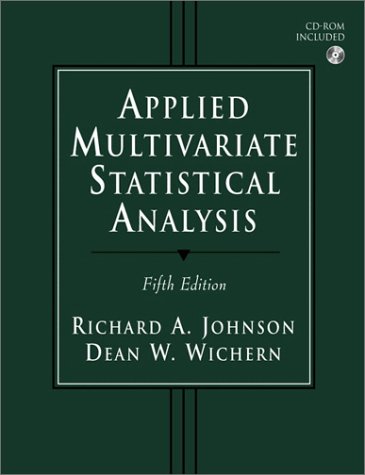 CD-ROM
INCLUDED
APPLIED
MULTIVARIATE
STATISTICAL
ANALYSIS
Fifth Edition
RICHARD A. JOHNSON
DEAN W. WICHERN